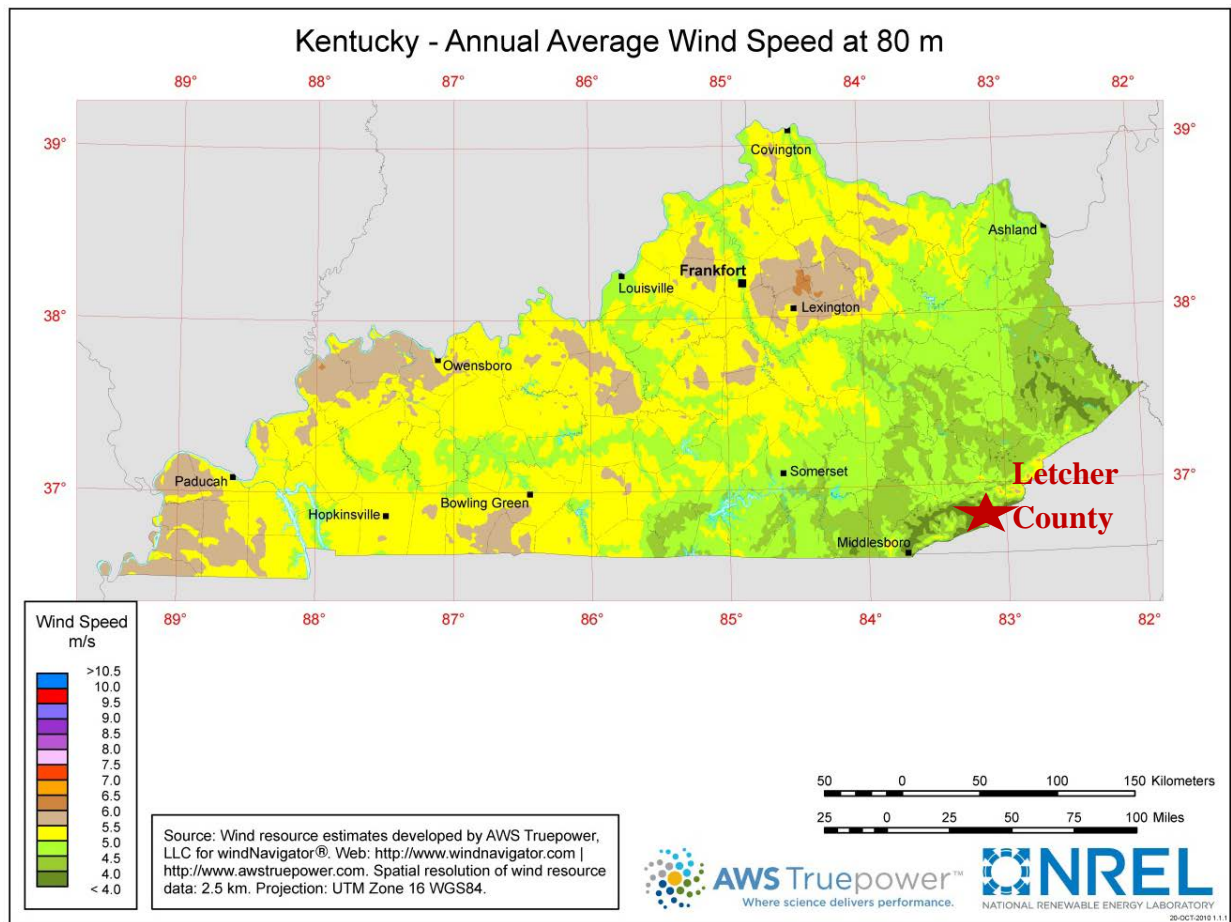 Kentucky - Annual Average Wind Speed at 80 m
89° 88° 87° 86° 85° 84° 83° 82°
39° 39°
Covington
Ashland
Frankfort
Louisville
Lexington
38° 38°
Owensboro
37° 37°
Paducah
Somerset
Hopkinsville
Bowling Green
Middlesboro
Letcher
County
89° 88° 87° 86° 85° 84° 83° 82°
Wind Speed
m/s
>10.5
10.0
9.5
9.0
8.5
8.0
7.5
7.0
6.5
6.0
5.5
5.0
4.5
4.0
< 4.0
Source: Wind resource estimates developed by AWS Truepower,
LLC for windNavigator®. Web: http://www.windnavigator.com |
http://www.awstruepower.com. Spatial resolution of wind resource
data: 2.5 km. Projection: UTM Zone 16 WGS84.
50 0 50 100 150 Kilometers
25 0 25 50 75 100 Miles
AWS Truepower™
Where science delivers performance.
NREL
NATIONAL RENEWABLE ENERGY LABORATORY
20-OCT-2010 1.1.1